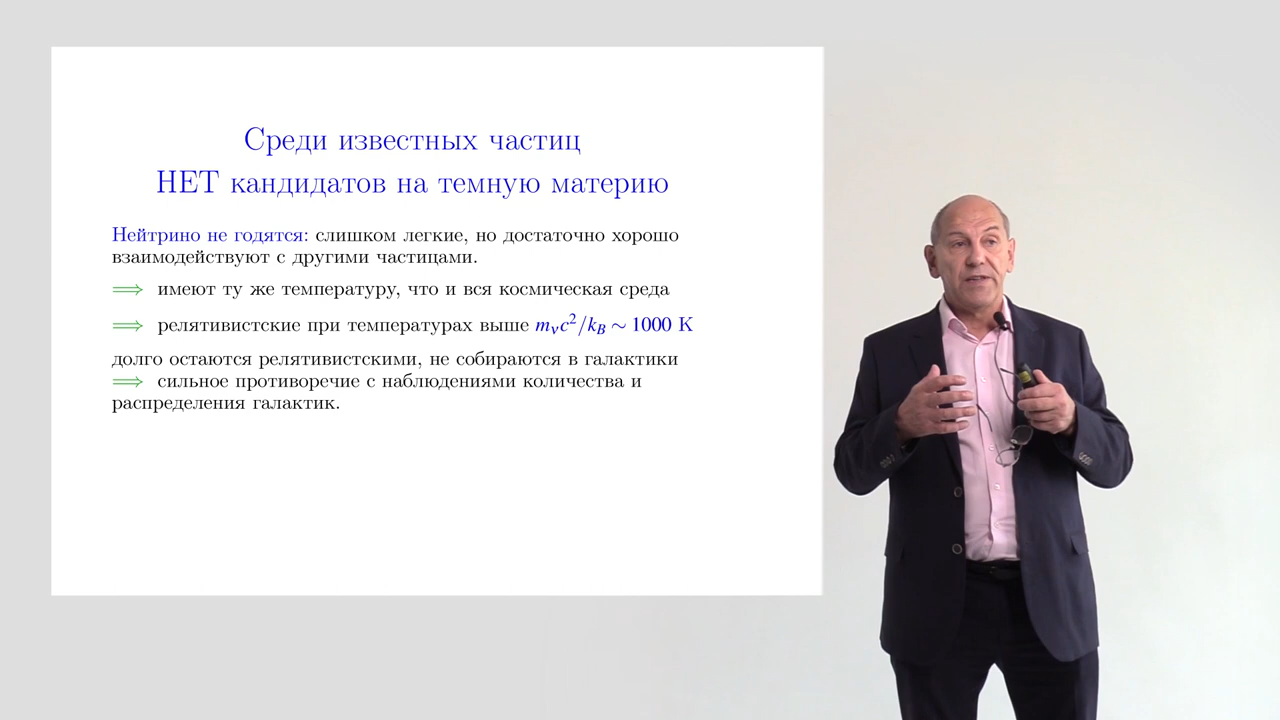 Среди известных частиц
НЕТ кандидатов на темную материю
Нейтрино не годятся: слишком легкие, но достаточно хорошо
взаимодействуют с другими частицами.
⟹ имеют ту же температуру, что и вся космическая среда
⟹ релятивистские при температурах выше mνc²/kB ∼ 1000 K
долго остаются релятивистскими, не собираются в галактики
⟹ сильное противоречие с наблюдениями количества и
распределения галактик.